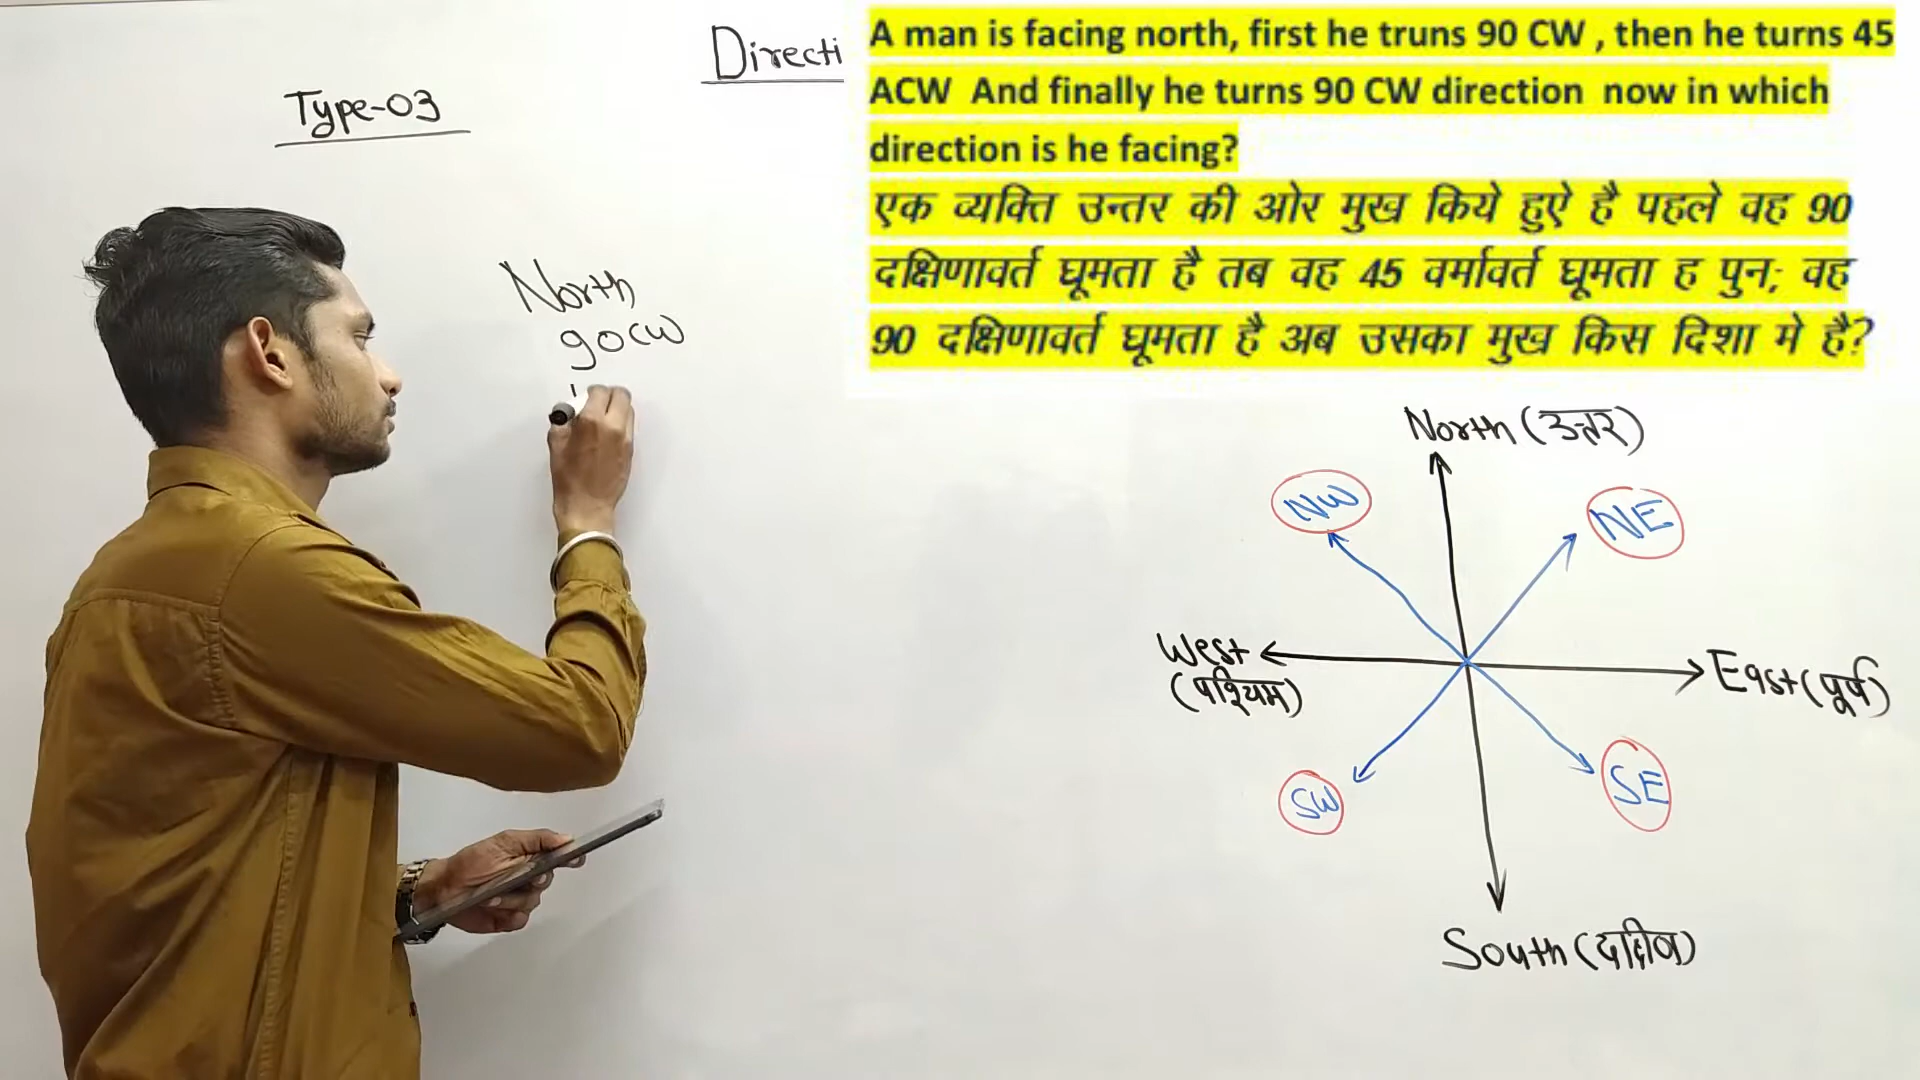 Directi
Type-03
A man is facing north, first he truns 90 CW , then he turns 45
ACW And finally he turns 90 CW direction now in which
direction is he facing?
एक व्यक्ति उन्तर की ओर मुख किये हुऐ है पहले वह 90
दक्षिणावर्त घूमता है तब वह 45 वर्मावर्त घूमता ह पुन; वह
90 दक्षिणावर्त घूमता है अब उसका मुख किस दिशा मे है?
North
90CW
North (उत्तर)
NW
NE
West
(पश्चिम)
East (पूर्व)
SW
SE
South